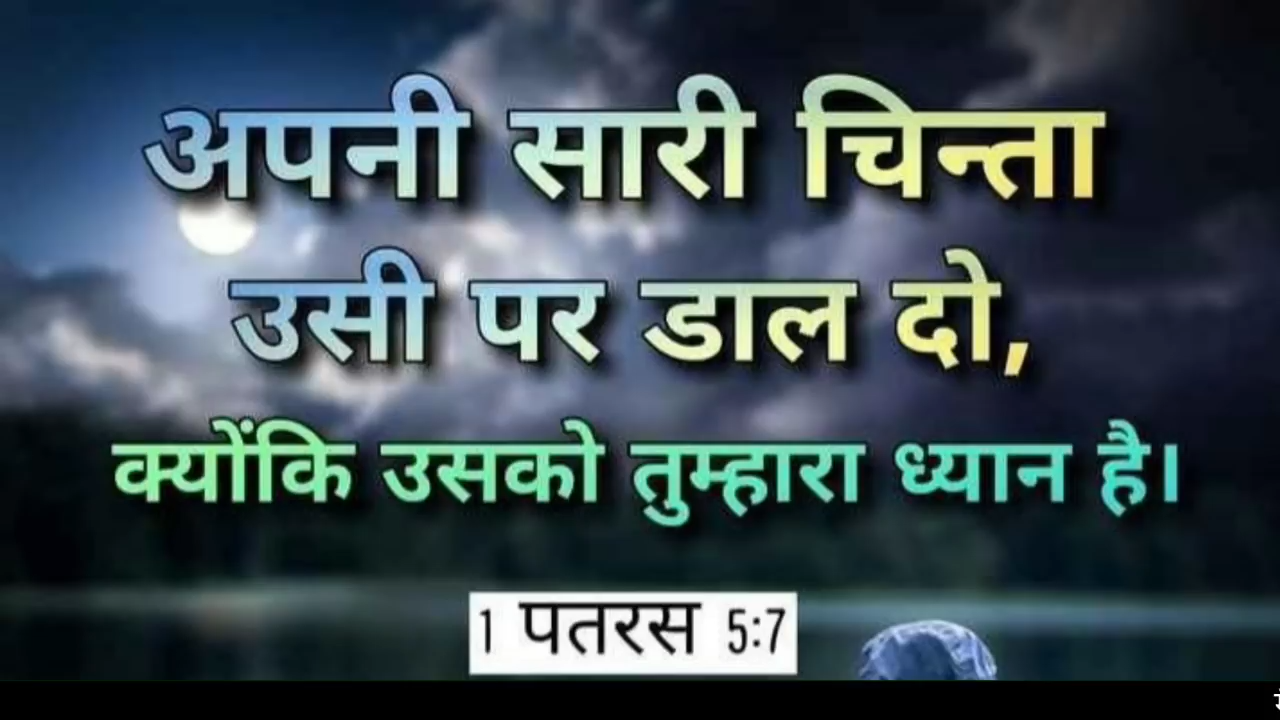 अपनी सारी चिन्ता
उसी पर डाल दो,
क्योंकि उसको तुम्हारा ध्यान है।
1 पतरस 5:7